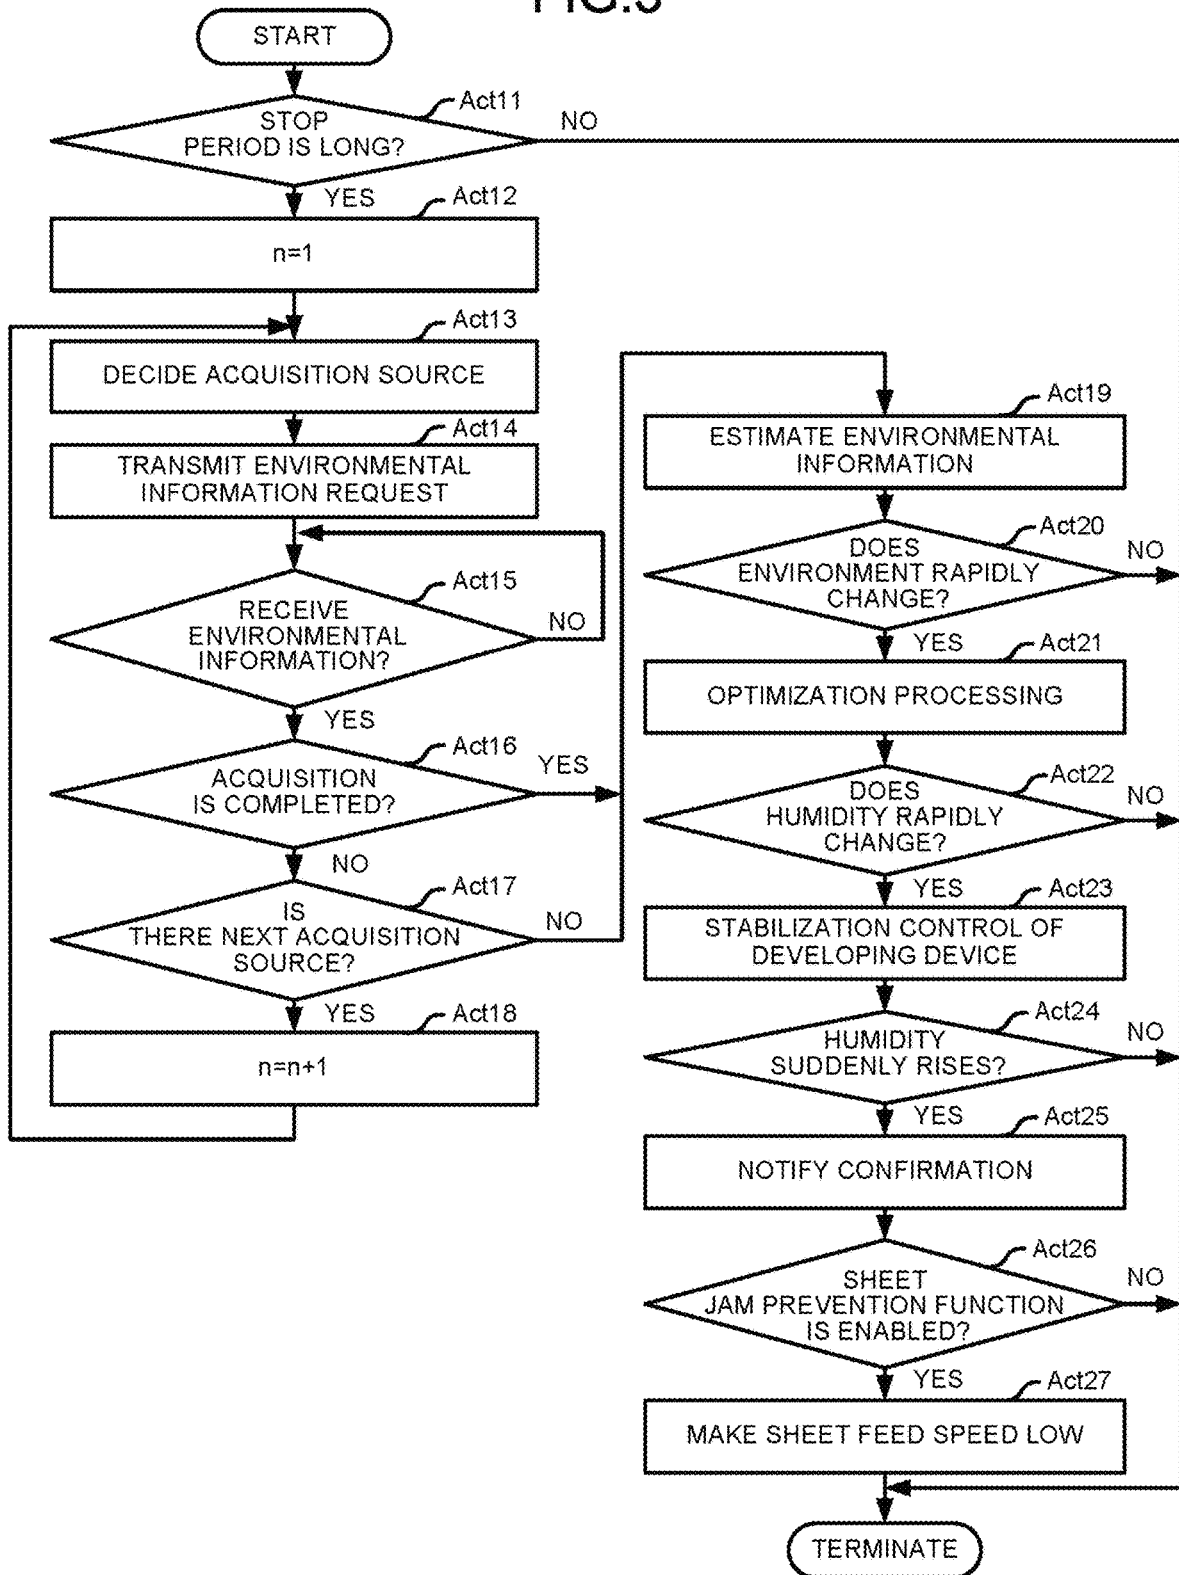 FIG.3
START
Act11
STOP
PERIOD IS LONG?
NO
YES
Act12
n=1
Act13
DECIDE ACQUISITION SOURCE
Act14
TRANSMIT ENVIRONMENTAL
INFORMATION REQUEST
Act15
RECEIVE
ENVIRONMENTAL
INFORMATION?
NO
YES
Act16
ACQUISITION
IS COMPLETED?
YES
NO
Act17
IS
THERE NEXT ACQUISITION
SOURCE?
NO
YES
Act18
n=n+1
Act19
ESTIMATE ENVIRONMENTAL
INFORMATION
Act20
DOES
ENVIRONMENT RAPIDLY
CHANGE?
NO
YES
Act21
OPTIMIZATION PROCESSING
Act22
DOES
HUMIDITY RAPIDLY
CHANGE?
NO
YES
Act23
STABILIZATION CONTROL OF
DEVELOPING DEVICE
Act24
HUMIDITY
SUDDENLY RISES?
NO
YES
Act25
NOTIFY CONFIRMATION
Act26
SHEET
JAM PREVENTION FUNCTION
IS ENABLED?
NO
YES
Act27
MAKE SHEET FEED SPEED LOW
TERMINATE